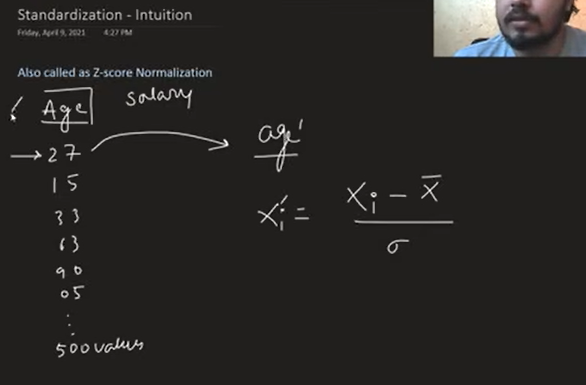 Standardization - Intuition
Friday, April 9, 2021 4:27 PM
Also called as Z-score Normalization
Age salary
27 age'
15
33 xi' = xi - x̄
63 σ
90
05
⋮
500 values